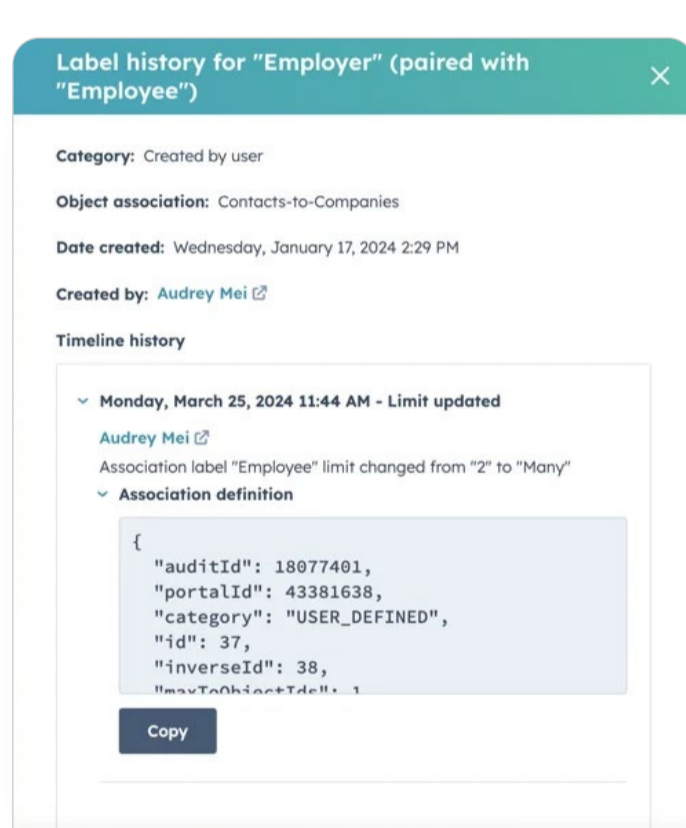 Label history for "Employer" (paired with
"Employee")
Category: Created by user
Object association: Contacts-to-Companies
Date created: Wednesday, January 17, 2024 2:29 PM
Created by: Audrey Mei
Timeline history
Monday, March 25, 2024 11:44 AM - Limit updated
Audrey Mei
Association label "Employee" limit changed from "2" to "Many"
Association definition
{
"auditId": 18077401,
"portalId": 43381638,
"category": "USER_DEFINED",
"id": 37,
"inverseId": 38,
"maxToObjectIds": 1
Copy